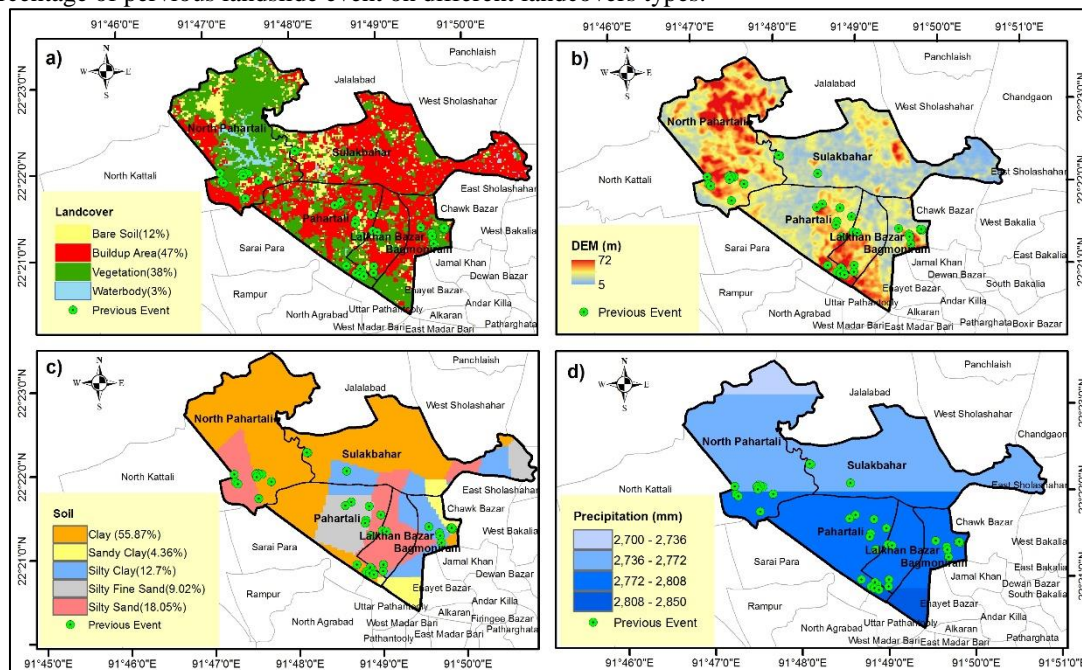 rcentage of pervious landslide event on different landcovers types.
91°46'0"E 91°47'0"E 91°48'0"E 91°49'0"E 91°50'0"E
91°47'0"E 91°48'0"E 91°49'0"E 91°50'0"E 91°51'0"E
a)
N
W E
S
Panchlaish
Jalalabad
West Sholashahar
22°23'0"N
North Pahartali
Sulakbahar
22°22'0"N
North Kattali
East Sholashahar
Chawk Bazar
Pahartali
West Bakalia
Lalkhan Bazar
Bagmoniram
Sarai Para
Jamal Khan
Dewan Bazar
22°21'0"N
Enayet Bazar
Rampur
Andar Killa
Uttar Pathantooly
North Agrabad
Alkaran
West Madar Bari
East Madar Bari
Patharghata
Landcover
Bare Soil(12%)
Buildup Area(47%)
Vegetation(38%)
Waterbody(3%)
Previous Event
b)
N
W E
S
Panchlaish
Jalalabad
West Sholashahar
Chandgaon
North Pahartali
Sulakbahar
North Kattali
East Sholashahar
Chawk Bazar
Pahartali
West Bakalia
Lalkhan Bazar
Bagmoniram
Sarai Para
East Bakalia
Jamal Khan
Dewan Bazar
South Bakalia
Enayet Bazar
Rampur
Andar Killa
Uttar Pathantooly
North Agrabad
Alkaran
West Madar Bari
East Madar Bari
Patharghata
Boxir Bazar
DEM (m)
72
5
Previous Event
c)
N
W E
S
Panchlaish
Jalalabad
West Sholashahar
22°23'0"N
North Pahartali
Sulakbahar
22°22'0"N
North Kattali
East Sholashahar
Chawk Bazar
Pahartali
West Bakalia
Lalkhan Bazar
Bagmoniram
Sarai Para
Jamal Khan
22°21'0"N
Dewan Bazar
Enayet Bazar
Rampur
Andar Killa
Uttar Pathantooly
Alkaran
Firingee Bazar
North Agrabad
West Madar Bari
Patharghata
Pathantooly
East Madar Bari
Soil
Clay (55.87%)
Sandy Clay(4.36%)
Silty Clay(12.7%)
Silty Fine Sand(9.02%)
Silty Sand(18.05%)
Previous Event
d)
N
W E
S
Panchlaish
Jalalabad
West Sholashahar
Chandgaon
North Pahartali
Sulakbahar
North Kattali
East Sholashahar
Chawk Bazar
Pahartali
West Bakalia
Lalkhan Bazar
Bagmoniram
Sarai Para
East Bakalia
Jamal Khan
Dewan Bazar
South Bakalia
Enayet Bazar
Rampur
Andar Killa
Uttar Pathantooly
North Agrabad
Alkaran
West Madar Bari
East Madar Bari
Patharghata
Precipitation (mm)
2,700 - 2,736
2,736 - 2,772
2,772 - 2,808
2,808 - 2,850
Previous Event
91°45'0"E 91°46'0"E 91°47'0"E 91°48'0"E 91°49'0"E 91°50'0"E
91°46'0"E 91°47'0"E 91°48'0"E 91°49'0"E 91°50'0"E